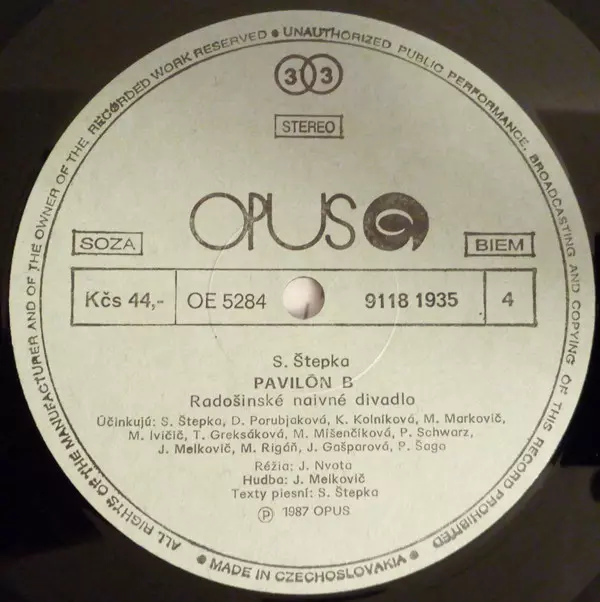 ALL RIGHTS OF THE MANUFACTURER AND OF THE OWNER OF THE RECORDED WORK RESERVED • UNAUTHORIZED PUBLIC PERFORMANCE, BROADCASTING AND COPYING OF THIS RECORD PROHIBITED
33
STEREO
OPUS
SOZA
BIEM
Kčs 44,- OE 5284 9118 1935 4
S. Štepka
PAVILÓN B
Radošinské naivné divadlo
Účinkujú: S. Štepka, D. Porubjaková, K. Kolníková, M. Markovič,
M. Ivičič, T. Greksáková, M. Mišenčíková, P. Schwarz,
J. Melkovič, M. Rigáň, J. Gašparová, P. Šago
Réžia: J. Nvota
Hudba: J. Melkovič
Texty piesní: S. Štepka
Ⓟ 1987 OPUS
• MADE IN CZECHOSLOVAKIA •